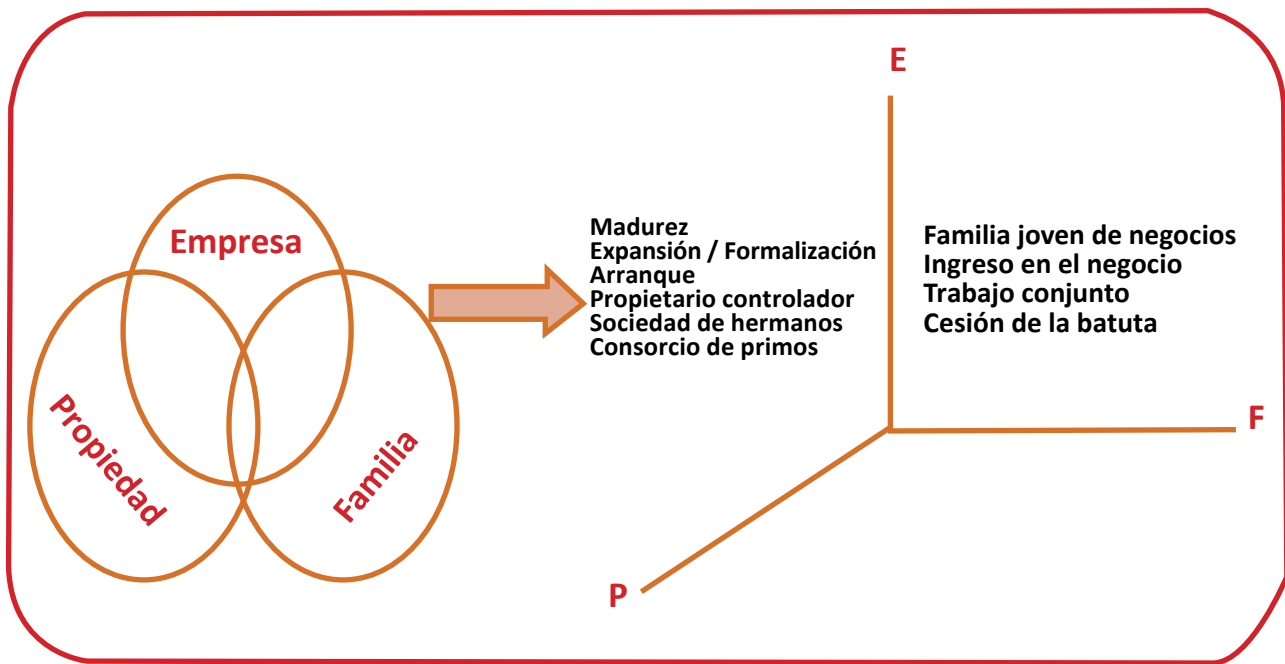 Empresa
Propiedad
Familia
Madurez
Expansión / Formalización
Arranque
Propietario controlador
Sociedad de hermanos
Consorcio de primos
E
Familia joven de negocios
Ingreso en el negocio
Trabajo conjunto
Cesión de la batuta
F
P